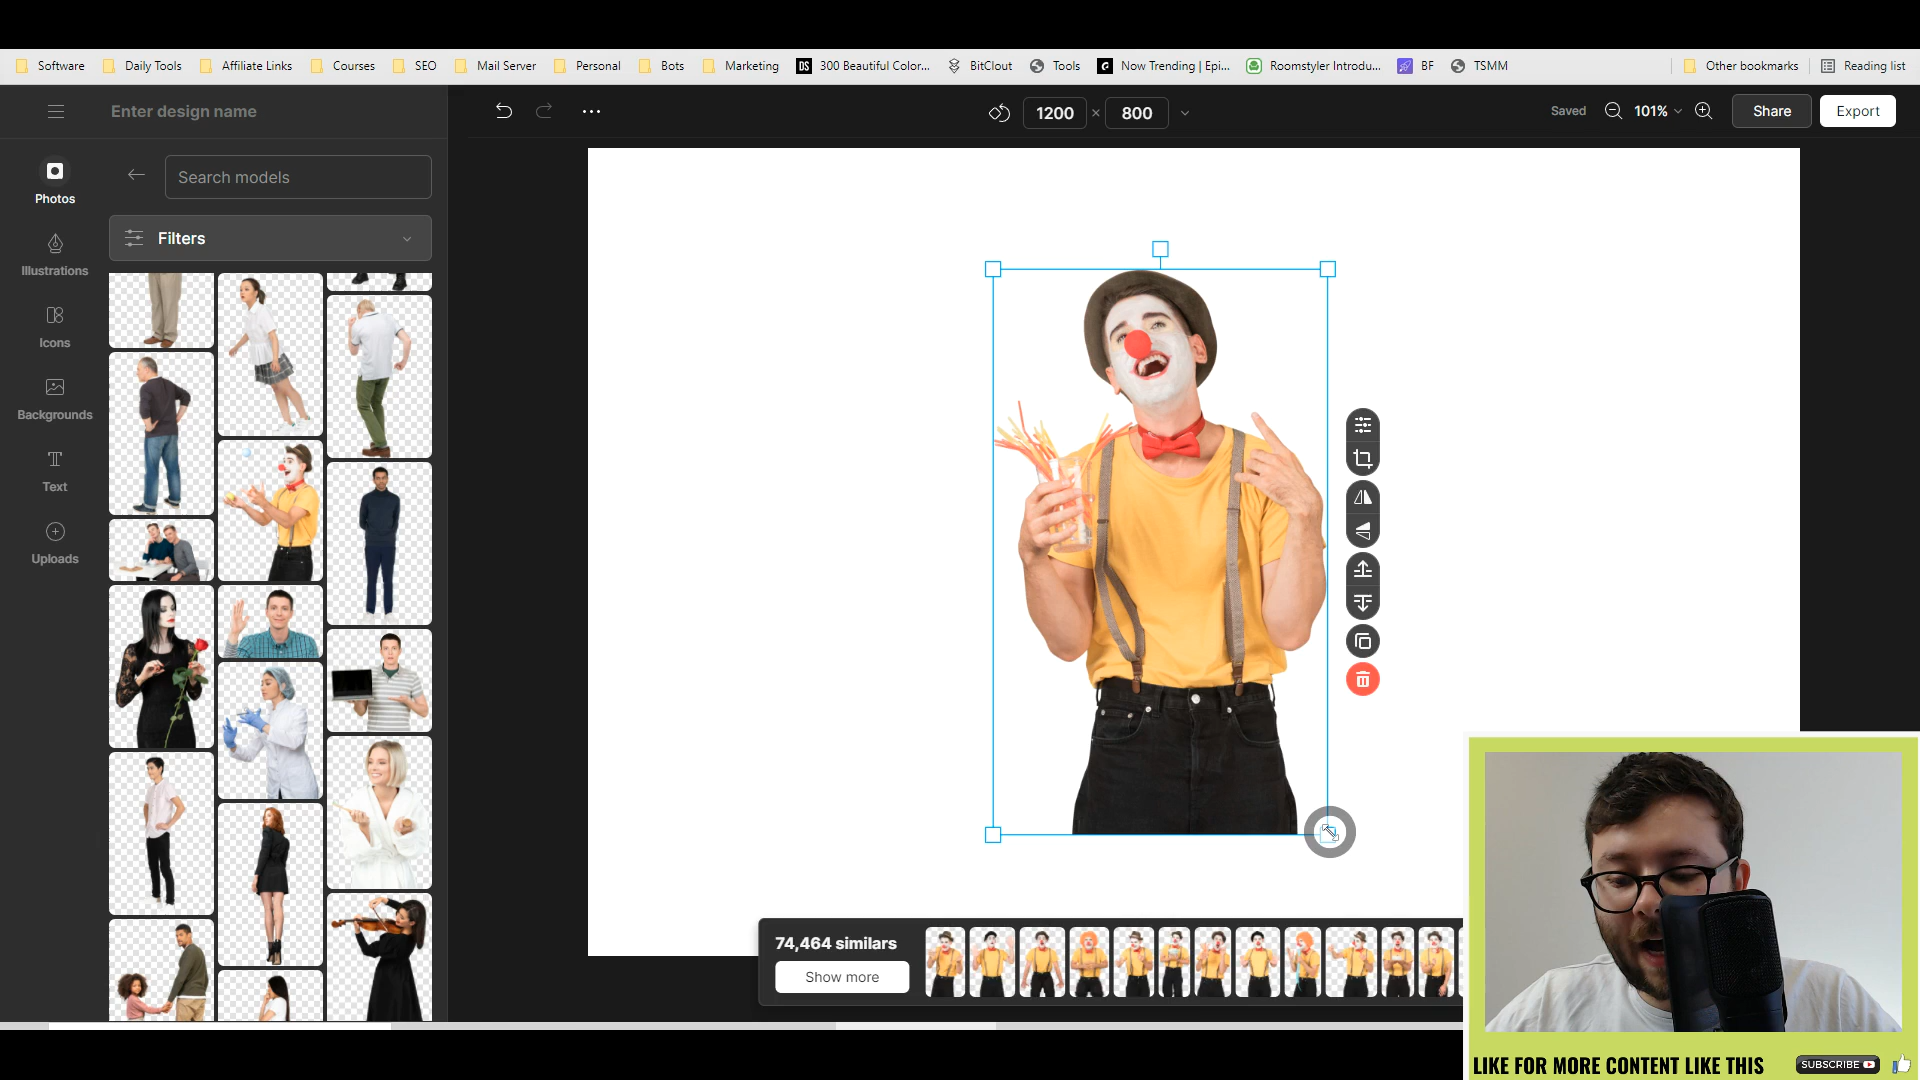 Software Daily Tools Affiliate Links Courses SEO Mail Server Personal Bots Marketing DS 300 Beautiful Color... BitClout Tools Now Trending | Epi... Roomstyler Introdu... BF TSMM Other bookmarks Reading list
Enter design name
1200 × 800
Saved 101% Share Export
Search models
Filters
Photos
Illustrations
Icons
Backgrounds
Text
Uploads
74,464 similars
Show more
LIKE FOR MORE CONTENT LIKE THIS
SUBSCRIBE